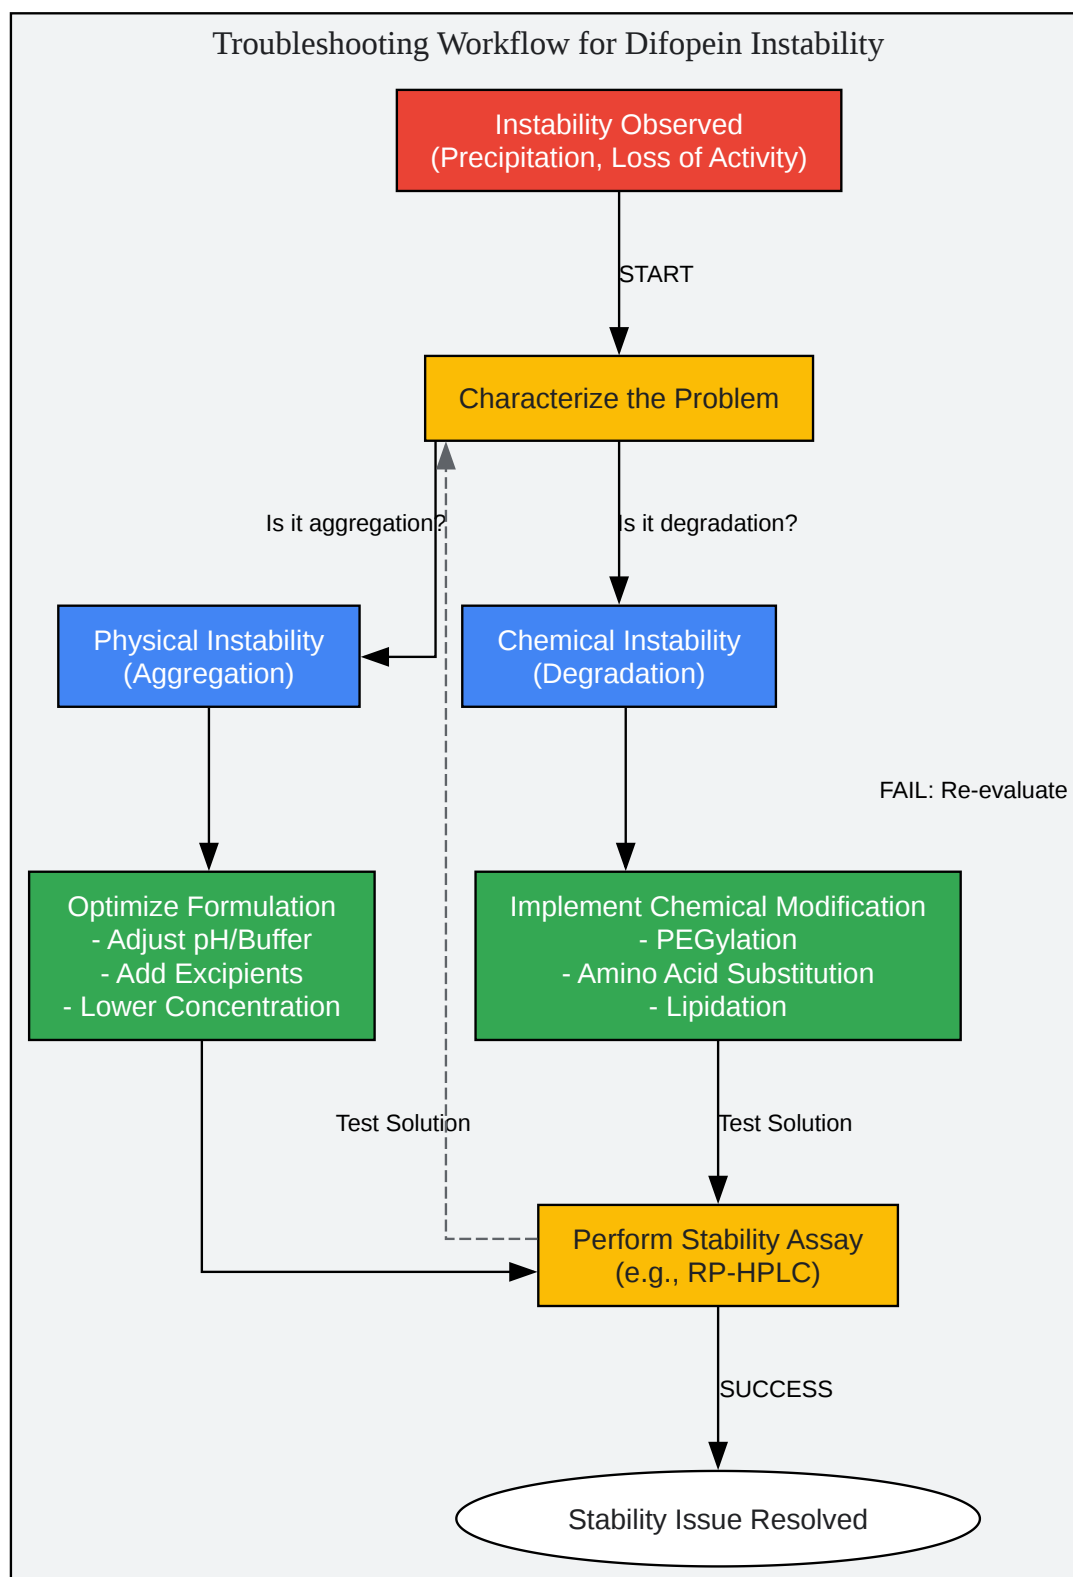 Troubleshooting Workflow for Difopein Instability
Instability Observed
(Precipitation, Loss of Activity)
START
Characterize the Problem
Is it aggregation?
Is it degradation?
Physical Instability
(Aggregation)
Chemical Instability
(Degradation)
FAIL: Re-evaluate
Optimize Formulation
- Adjust pH/Buffer
- Add Excipients
- Lower Concentration
Implement Chemical Modification
- PEGylation
- Amino Acid Substitution
- Lipidation
Test Solution
Test Solution
Perform Stability Assay
(e.g., RP-HPLC)
SUCCESS
Stability Issue Resolved